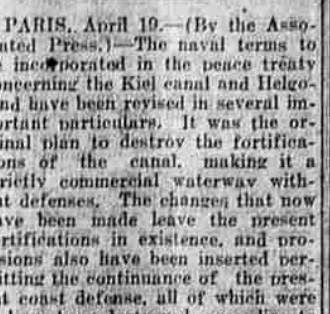 PARIS, April 19.—(By the Asso-
ated Press.)—The naval terms to
incorporated in the peace treaty
oncerning the Kiel canal and Helgo-
nd have been revised in several im-
ortant particulars. It was the or-
inal plan to destroy the fortifica-
ons of the canal, making it a
rictly commercial waterway with-
ut defenses. The changes that now
ave been made leave the present
rtifications in existence, and pro-
sions also have been inserted per-
itting the continuance of the pres-
nt coast defense, all of which were